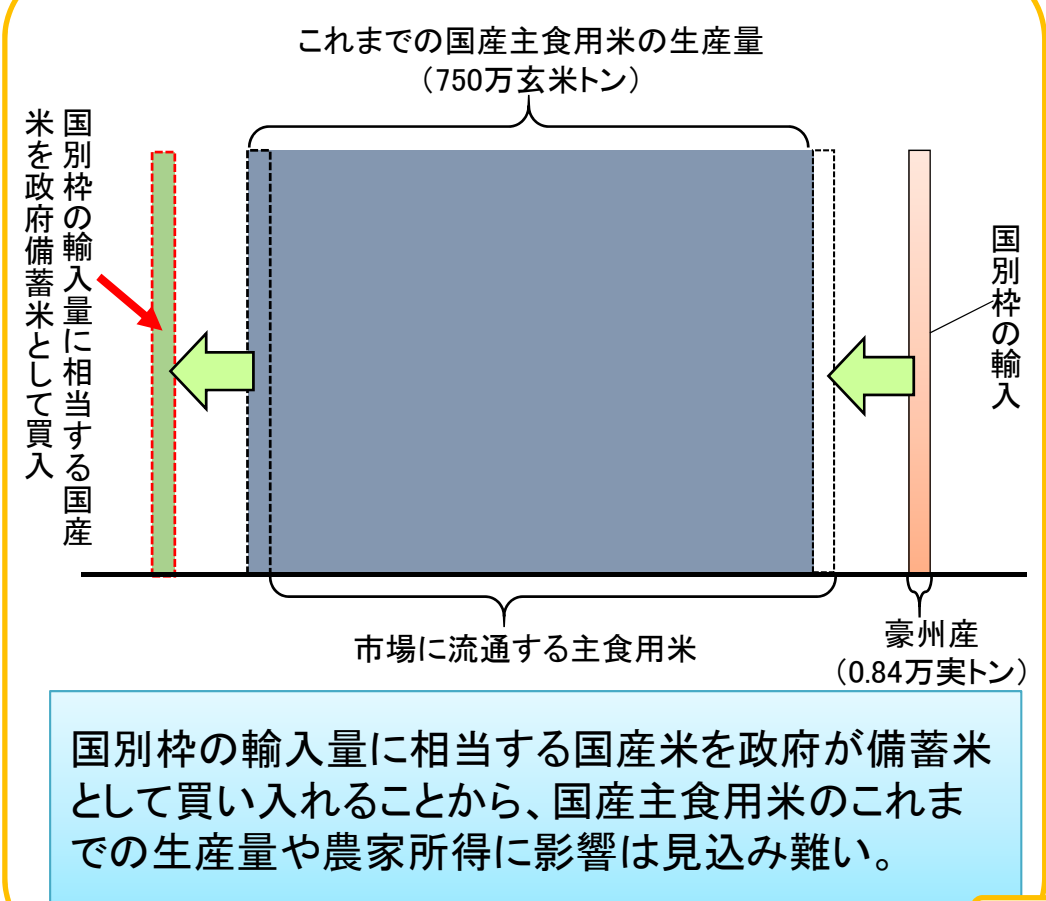 これまでの国産主食用米の生産量
（750万玄米トン）
国別枠の輸入量に相当する国産
米を政府備蓄米として買入
国別枠の輸入
市場に流通する主食用米
豪州産
（0.84万実トン）
国別枠の輸入量に相当する国産米を政府が備蓄米
として買い入れることから、国産主食用米のこれま
での生産量や農家所得に影響は見込み難い。